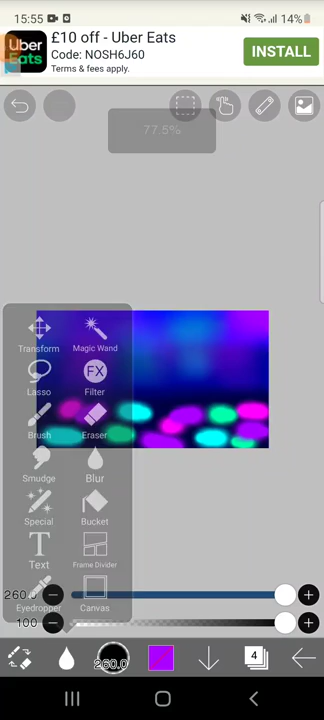 15:55
14%
Uber
Eats
£10 off - Uber Eats
Code: NOSH6J60
Terms & fees apply.
INSTALL
77.5%
Transform
Magic Wand
Lasso
FX
Filter
Brush
Eraser
Smudge
Blur
Special
Bucket
T
Text
Frame Divider
Eyedropper
Canvas
260.0
100
260.0
4